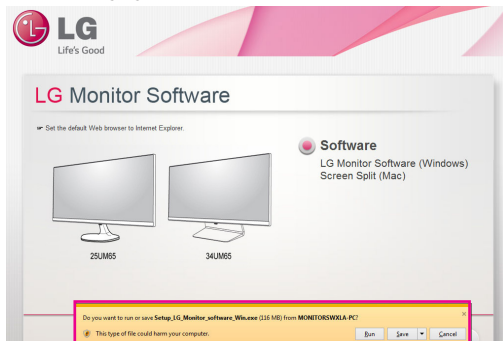 LG
Life's Good
LG Monitor Software
☞ Set the default Web browser to Internet Explorer.
Software
LG Monitor Software (Windows)
Screen Split (Mac)
25UM65
34UM65
Do you want to run or save Setup_LG_Monitor_software_Win.exe (116 MB) from MONITORSWXLA-PC?
This type of file could harm your computer.
Run
Save
Cancel